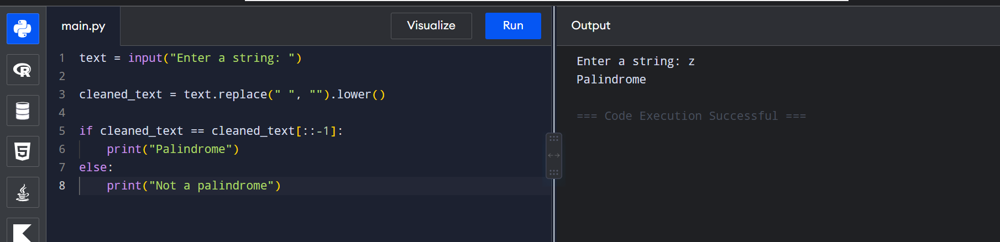 main.py
Visualize
Run
Output
1 text = input("Enter a string: ")
2
3 cleaned_text = text.replace(" ", "").lower()
4
5 if cleaned_text == cleaned_text[::-1]:
6     print("Palindrome")
7 else:
8     print("Not a palindrome")
Enter a string: z
Palindrome
=== Code Execution Successful ===